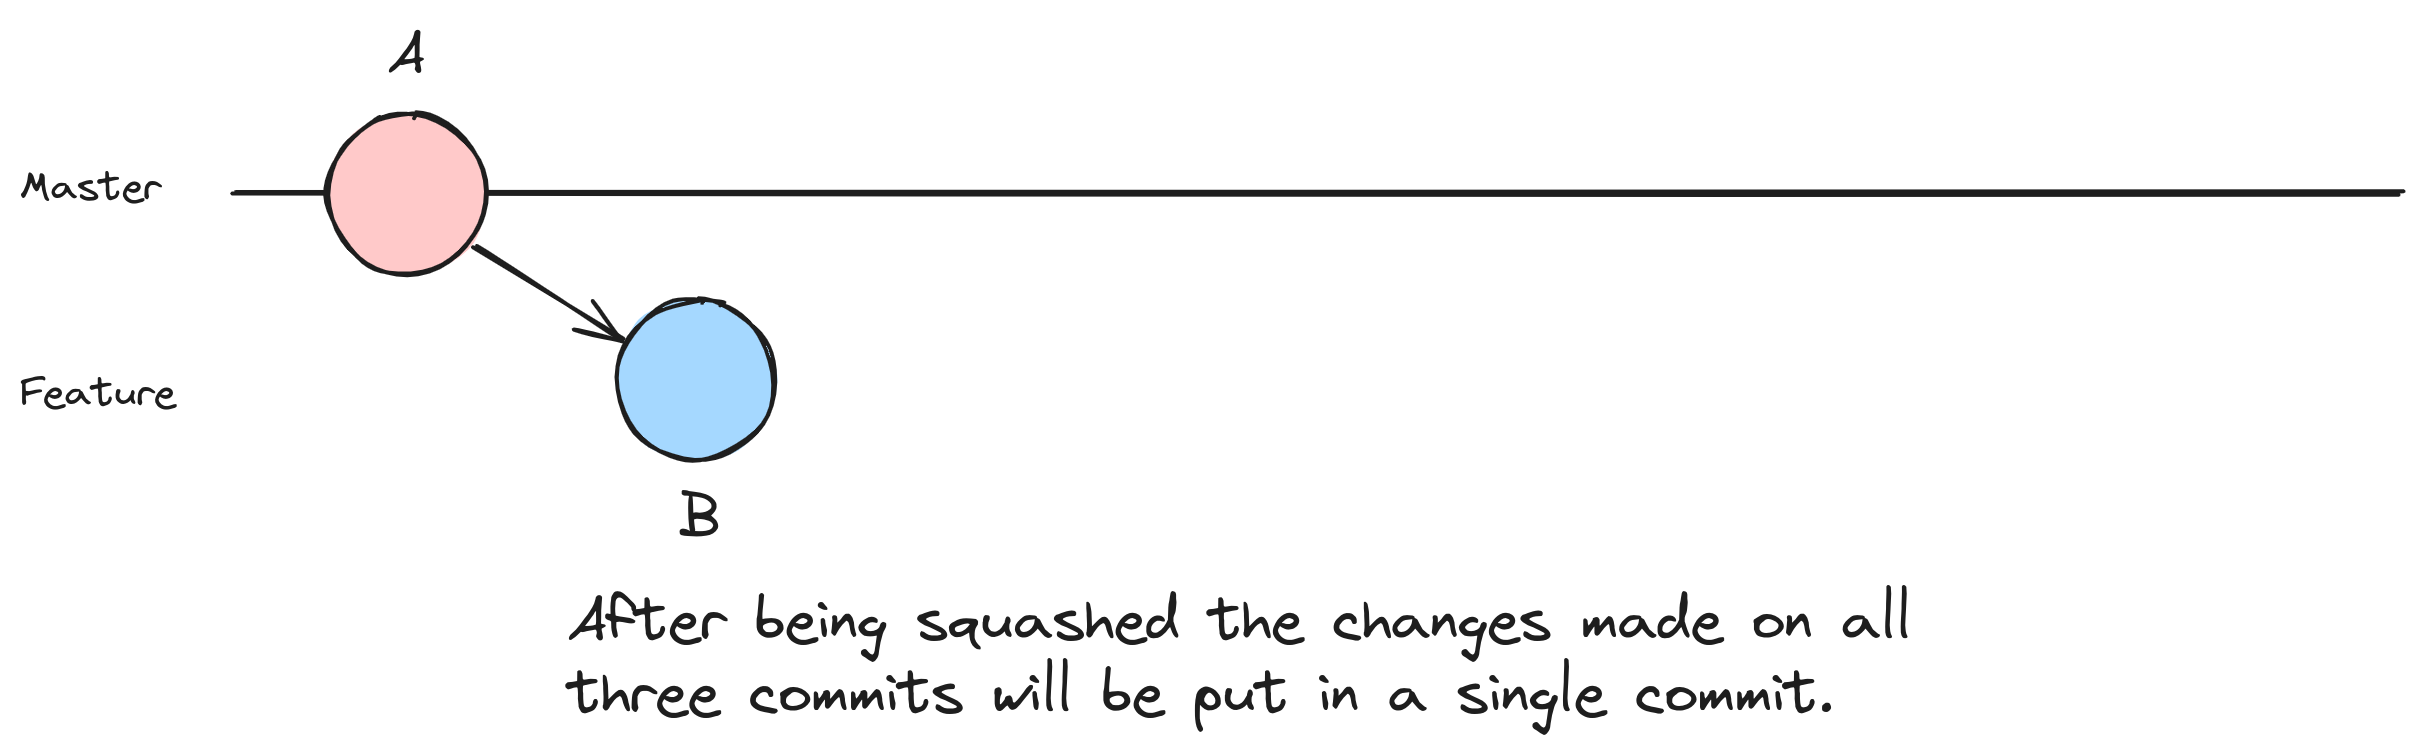 A
Master
Feature
B
After being squashed the changes made on all
three commits will be put in a single commit.